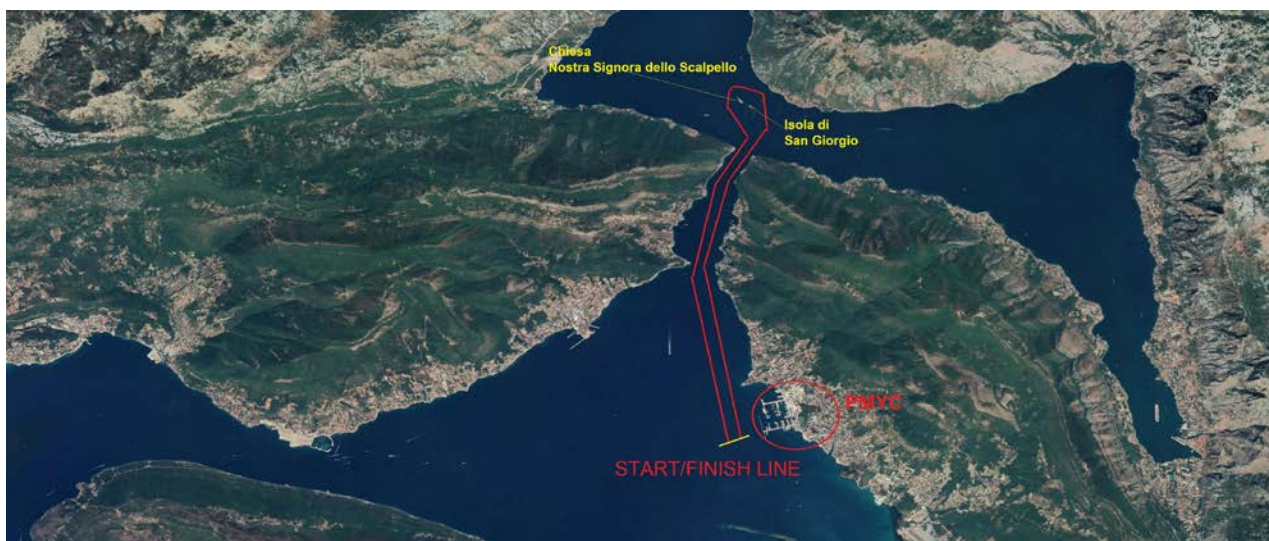 Chiesa
Nostra Signora dello Scalpello
Isola di
San Giorgio
PMYC
START/FINISH LINE